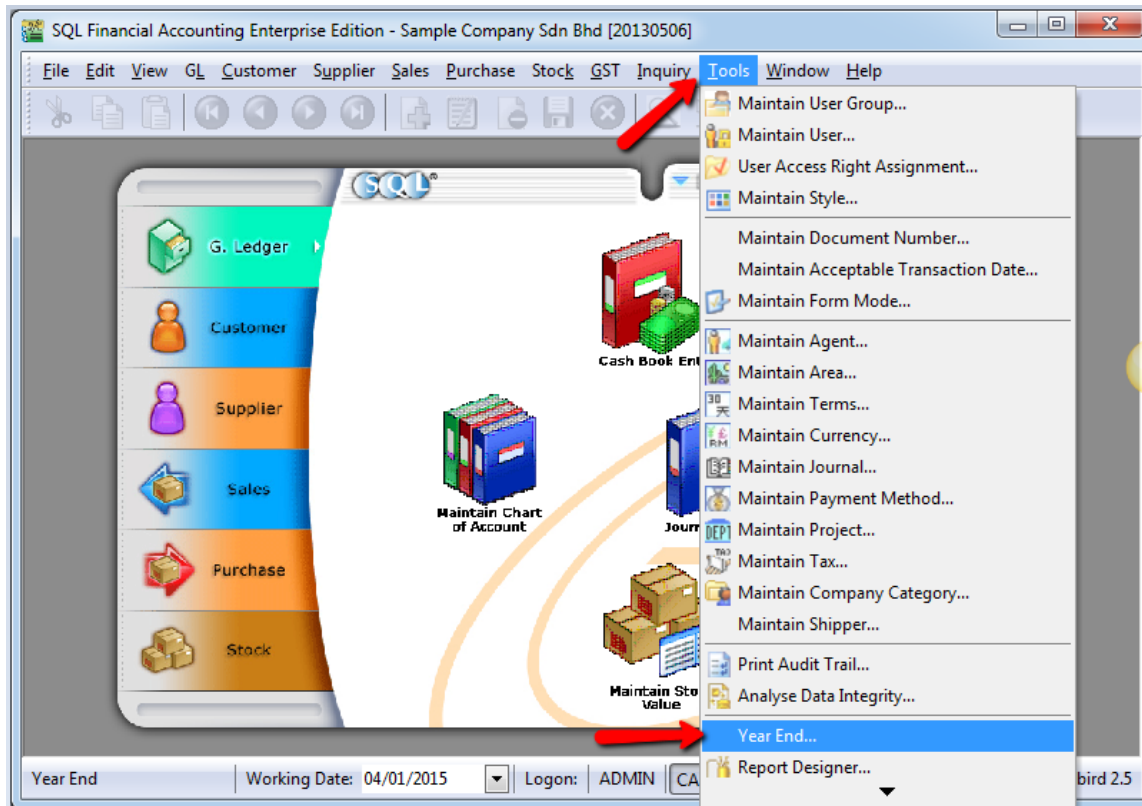 SQL Financial Accounting Enterprise Edition - Sample Company Sdn Bhd [20130506]
File Edit View GL Customer Supplier Sales Purchase Stock GST Inquiry Tools Window Help
Maintain User Group...
Maintain User...
User Access Right Assignment...
Maintain Style...
Maintain Document Number...
Maintain Acceptable Transaction Date...
Maintain Form Mode...
Maintain Agent...
Maintain Area...
30 天
Maintain Terms...
RM
Maintain Currency...
Maintain Journal...
Maintain Payment Method...
DEPT
Maintain Project...
TAX
Maintain Tax...
Maintain Company Category...
Maintain Shipper...
Print Audit Trail...
Analyse Data Integrity...
Year End...
Report Designer...
SQL®
G. Ledger
Customer
Supplier
Sales
Purchase
Stock
Cash Book
Maintain Chart
of Account
Maintain
Value
Year End
Working Date: 04/01/2015
Logon: ADMIN
CA
bird 2.5